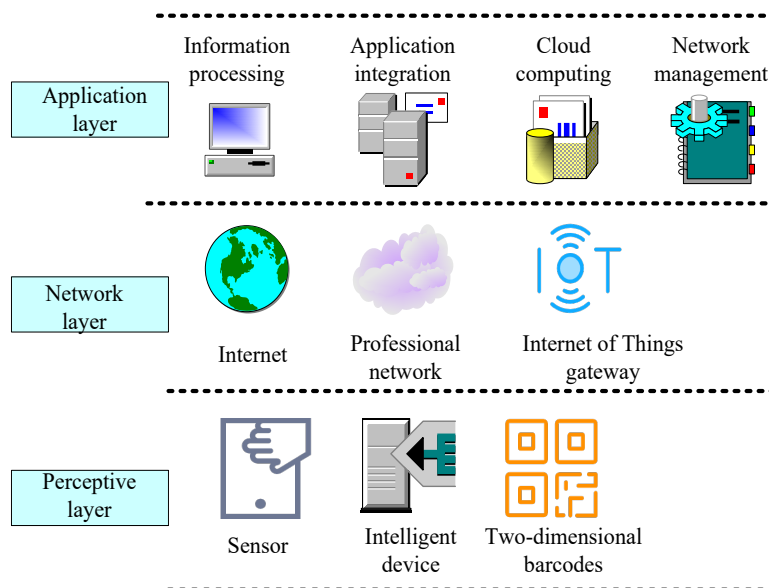 Information
processing
Application
integration
Cloud
computing
Network
management
Application
layer
Network
layer
Internet
Professional
network
IOT
Internet of Things
gateway
Perceptive
layer
Sensor
Intelligent
device
Two-dimensional
barcodes